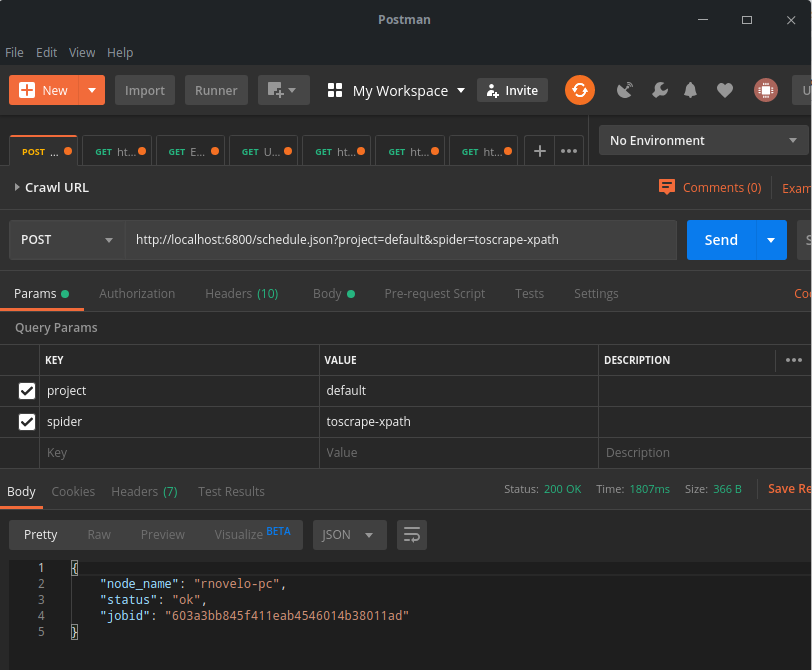 Postman
File Edit View Help
New Import Runner My Workspace Invite U
POST ... GET ht... GET E... GET U... GET ht... GET ht... GET ht... No Environment
Crawl URL Comments (0) Exam
POST http://localhost:6800/schedule.json?project=default&spider=toscrape-xpath Send S
Params Authorization Headers (10) Body Pre-request Script Tests Settings Coo
Query Params
KEY VALUE DESCRIPTION
project default
spider toscrape-xpath
Key Value Description
Body Cookies Headers (7) Test Results Status: 200 OK Time: 1807ms Size: 366 B Save Re
Pretty Raw Preview Visualize BETA JSON
1 {
2 "node_name": "rnovelo-pc",
3 "status": "ok",
4 "jobid": "603a3bb845f411eab4546014b38011ad"
5 }